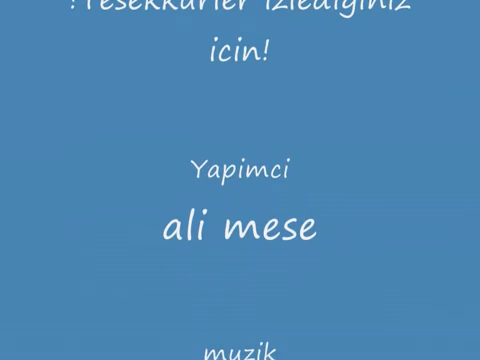 !Tesekkurler izlediginiz
icin!
Yapimci
ali mese
muzik